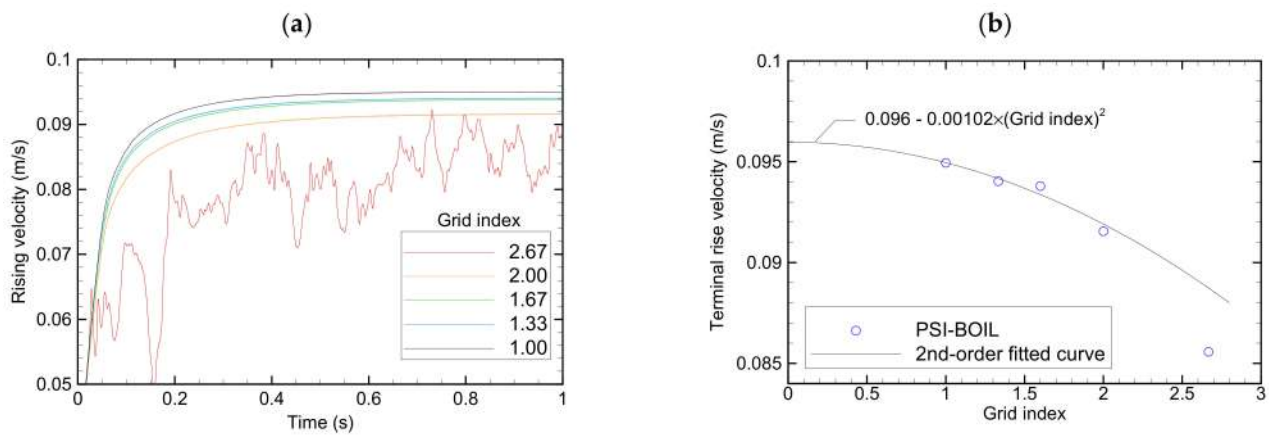 (a)
Rising velocity (m/s)
0.1
0.09
0.08
0.07
0.06
0.05
0
0.2
0.4
0.6
0.8
1
Time (s)
Grid index
2.67
2.00
1.67
1.33
1.00
(b)
Terminal rise velocity (m/s)
0.1
0.095
0.09
0.085
0
0.5
1
1.5
2
2.5
3
Grid index
0.096 - 0.00102×(Grid index)²
PSI-BOIL
2nd-order fitted curve